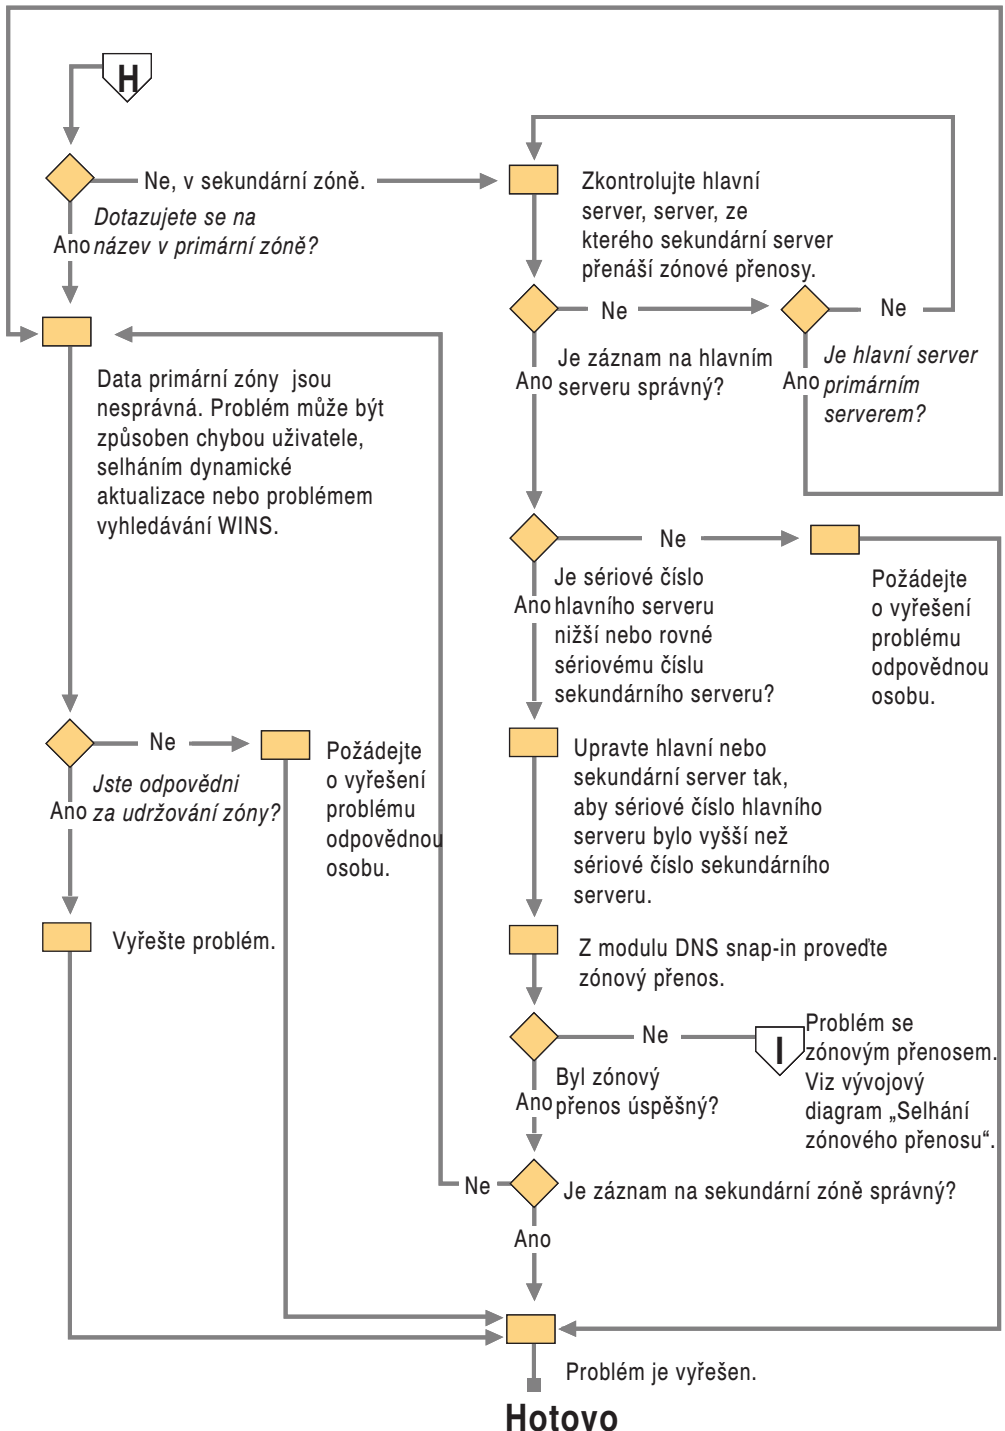 H
Ne, v sekundární zóně.
Dotazujete se na
název v primární zóně?
Ano
Zkontrolujte hlavní
server, server, ze
kterého sekundární server
přenáší zónové přenosy.
Ne
Je záznam na hlavním
serveru správný?
Ano
Ne
Je hlavní server
primárním
serverem?
Ano
Data primární zóny jsou
nesprávná. Problém může být
způsoben chybou uživatele,
selháním dynamické
aktualizace nebo problémem
vyhledávání WINS.
Ne
Je sériové číslo
hlavního serveru
nižší nebo rovné
sériovému číslu
sekundárního serveru?
Ano
Požádejte
o vyřešení
problému
odpovědnou
osobu.
Ne
Jste odpovědni
za udržování zóny?
Ano
Požádejte
o vyřešení
problému
odpovědnou
osobu.
Upravte hlavní nebo
sekundární server tak,
aby sériové číslo hlavního
serveru bylo vyšší než
sériové číslo sekundárního
serveru.
Vyřešte problém.
Z modulu DNS snap-in proveďte
zónový přenos.
Ne
Byl zónový
přenos úspěšný?
Ano
I
Problém se
zónovým přenosem.
Viz vývojový
diagram „Selhání
zónového přenosu“.
Ne
Je záznam na sekundární zóně správný?
Ano
Problém je vyřešen.
Hotovo